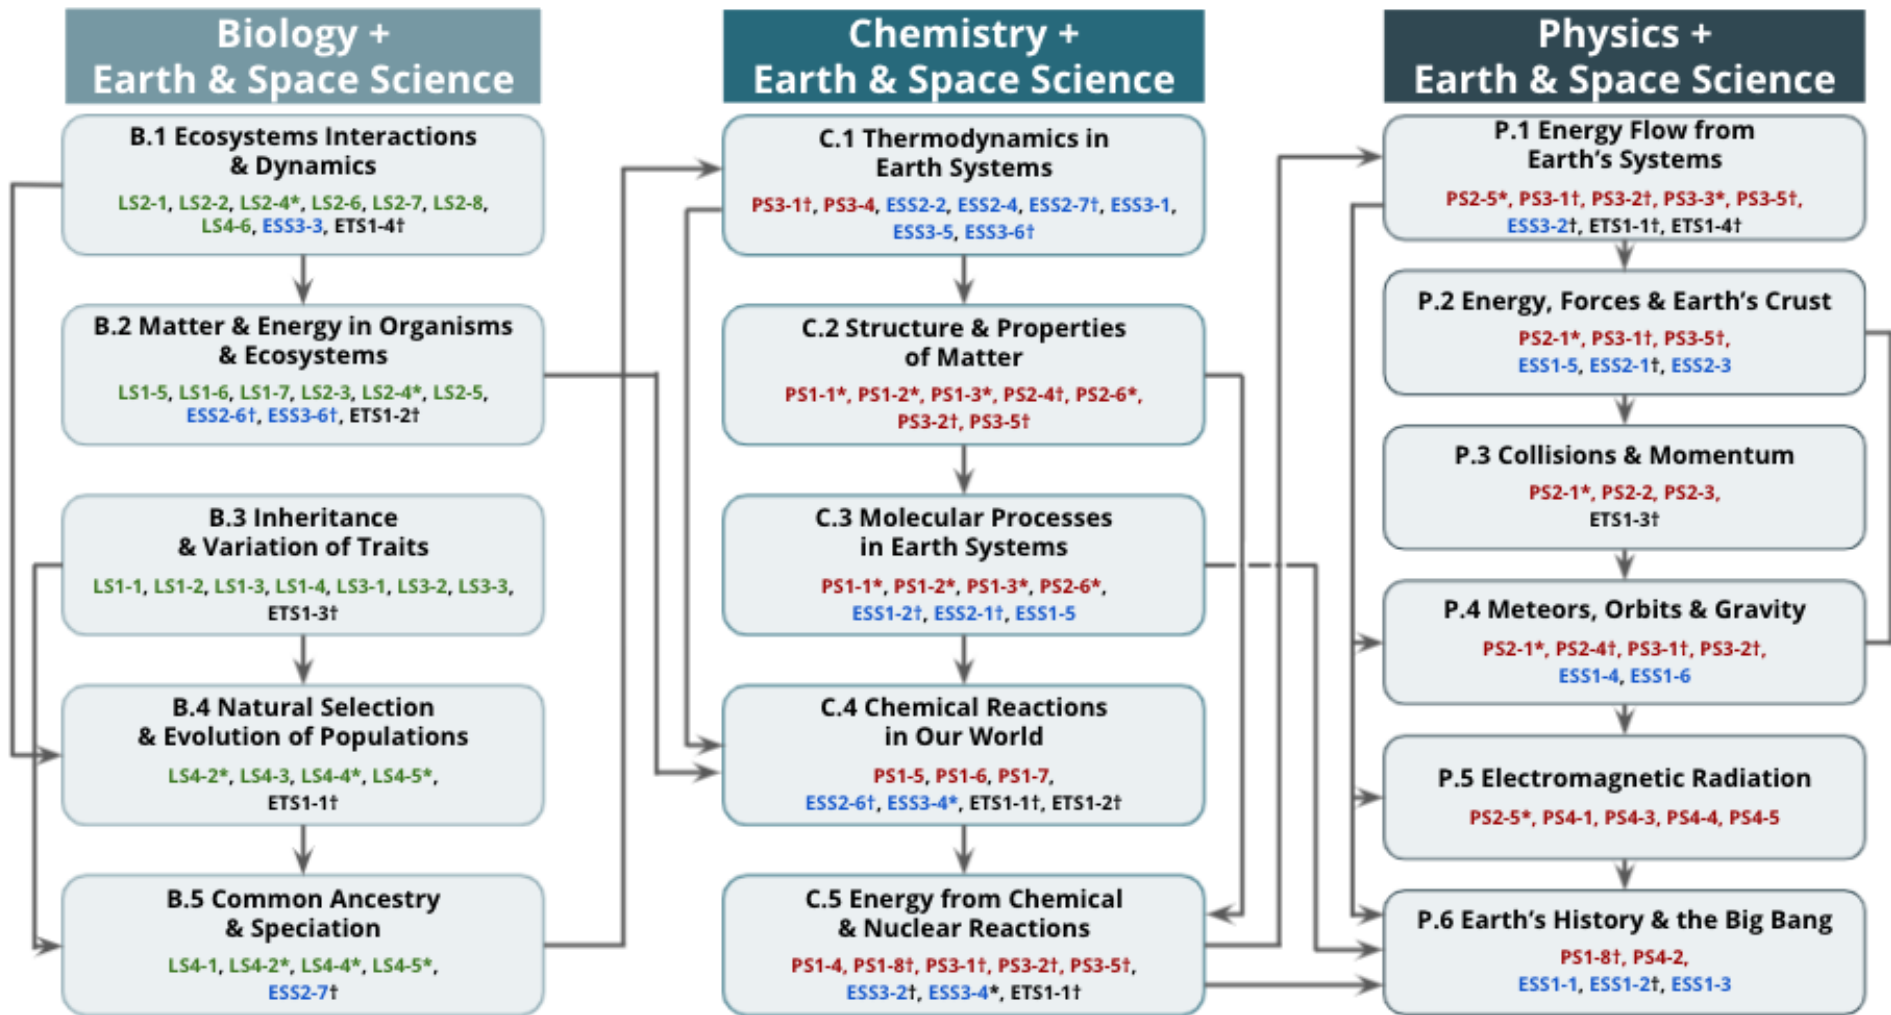 Biology +
Earth & Space Science
B.1 Ecosystems Interactions
& Dynamics
LS2-1, LS2-2, LS2-4*, LS2-6, LS2-7, LS2-8,
LS4-6, ESS3-3, ETS1-4†
B.2 Matter & Energy in Organisms
& Ecosystems
LS1-5, LS1-6, LS1-7, LS2-3, LS2-4*, LS2-5,
ESS2-6†, ESS3-6†, ETS1-2†
B.3 Inheritance
& Variation of Traits
LS1-1, LS1-2, LS1-3, LS1-4, LS3-1, LS3-2, LS3-3,
ETS1-3†
B.4 Natural Selection
& Evolution of Populations
LS4-2*, LS4-3, LS4-4*, LS4-5*,
ETS1-1†
B.5 Common Ancestry
& Speciation
LS4-1, LS4-2*, LS4-4*, LS4-5*,
ESS2-7†
Chemistry +
Earth & Space Science
C.1 Thermodynamics in
Earth Systems
PS3-1†, PS3-4, ESS2-2, ESS2-4, ESS2-7†, ESS3-1,
ESS3-5, ESS3-6†
C.2 Structure & Properties
of Matter
PS1-1*, PS1-2*, PS1-3*, PS2-4†, PS2-6*,
PS3-2†, PS3-5†
C.3 Molecular Processes
in Earth Systems
PS1-1*, PS1-2*, PS1-3*, PS2-6*,
ESS1-2†, ESS2-1†, ESS1-5
C.4 Chemical Reactions
in Our World
PS1-5, PS1-6, PS1-7,
ESS2-6†, ESS3-4*, ETS1-1†, ETS1-2†
C.5 Energy from Chemical
& Nuclear Reactions
PS1-4, PS1-8†, PS3-1†, PS3-2†, PS3-5†,
ESS3-2†, ESS3-4*, ETS1-1†
Physics +
Earth & Space Science
P.1 Energy Flow from
Earth's Systems
PS2-5*, PS3-1†, PS3-2†, PS3-3*, PS3-5†,
ESS3-2†, ETS1-1†, ETS1-4†
P.2 Energy, Forces & Earth's Crust
PS2-1*, PS3-1†, PS3-5†,
ESS1-5, ESS2-1†, ESS2-3
P.3 Collisions & Momentum
PS2-1*, PS2-2, PS2-3,
ETS1-3†
P.4 Meteors, Orbits & Gravity
PS2-1*, PS2-4†, PS3-1†, PS3-2†,
ESS1-4, ESS1-6
P.5 Electromagnetic Radiation
PS2-5*, PS4-1, PS4-3, PS4-4, PS4-5
P.6 Earth's History & the Big Bang
PS1-8†, PS4-2,
ESS1-1, ESS1-2†, ESS1-3